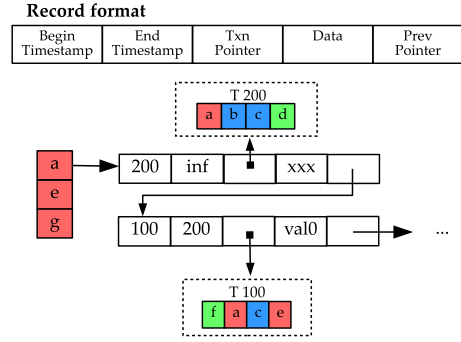 Record format
Begin Timestamp End Timestamp Txn Pointer Data Prev Pointer
T 200
a b c d
a 200 inf xxx
e
g 100 200 val0 ...
T 100
f a c e